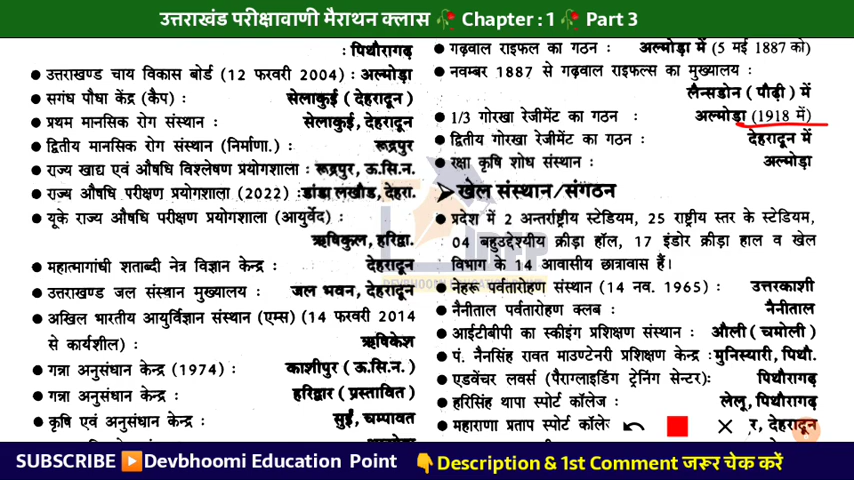 उत्तराखंड परीक्षावाणी मैराथन क्लास 🥀 Chapter : 1🥀 Part 3
: पिथौरागढ़
● उत्तराखण्ड चाय विकास बोर्ड (12 फरवरी 2004) : अल्मोड़ा
● सगंध पौधा केंद्र (कैप) : सेलाकुई (देहरादून)
● प्रथम मानसिक रोग संस्थान : सेलाकुई, देहरादून
● द्वितीय मानसिक रोग संस्थान (निर्माणा.) : रूद्रपुर
● राज्य खाद्य एवं औषधि विश्लेषण प्रयोगशाला : रूद्रपुर, ऊ.सि.न.
● राज्य औषधि परीक्षण प्रयोगशाला (2022) : डांडा लखौड, देहरा.
● यूके राज्य औषधि परीक्षण प्रयोगशाला (आयुर्वेद) :
ऋषिकुल, हरिद्वा.
● महात्मागांधी शताब्दी नेत्र विज्ञान केन्द्र : देहरादून
● उत्तराखण्ड जल संस्थान मुख्यालय : जल भवन, देहरादून
● अखिल भारतीय आयुर्विज्ञान संस्थान (एम्स) (14 फरवरी 2014
से कार्यशील) : ऋषिकेश
● गन्ना अनुसंधान केन्द्र (1974) : काशीपुर (ऊ.सि.न.)
● गन्ना अनुसंधान केन्द्र : हरिद्वार (प्रस्तावित)
● कृषि एवं अनुसंधान केन्द्र : सुईं, चम्पावत
● गढ़वाल राइफल का गठन : अल्मोड़ा में (5 मई 1887 को)
● नवम्बर 1887 से गढ़वाल राइफल्स का मुख्यालय :
लैन्सडोन (पौढ़ी) में
● 1/3 गोरखा रेजीमेंट का गठन : अल्मोड़ा (1918 में)
● द्वितीय गोरखा रेजीमेंट का गठन : देहरादून में
● रक्षा कृषि शोध संस्थान : अल्मोड़ा
➤ खेल संस्थान/संगठन
● प्रदेश में 2 अन्तर्राष्ट्रीय स्टेडियम, 25 राष्ट्रीय स्तर के स्टेडियम,
04 बहुउद्देश्यीय क्रीड़ा हॉल, 17 इंडोर क्रीड़ा हाल व खेल
विभाग के 14 आवासीय छात्रावास हैं।
● नेहरू पर्वतारोहण संस्थान (14 नव. 1965) : उत्तरकाशी
● नैनीताल पर्वतारोहण क्लब : नैनीताल
● आईटीबीपी का स्कीइंग प्रशिक्षण संस्थान : औली (चमोली)
● पं. नैनसिंह रावत माउण्टेनरी प्रशिक्षण केन्द्र : मुनिस्यारी, पिथौ.
● एडवेंचर लवर्स (पैराग्लाइडिंग ट्रेनिंग सेन्टर): पिथौरागढ़
● हरिसिंह थापा स्पोर्ट कॉलेज : लेलू, पिथौरागढ़
● महाराणा प्रताप स्पोर्ट कॉलेज र, देहरादून
DEVBHOOMI
SUBSCRIBE ▶️Devbhoomi Education Point 👇Description & 1st Comment जरूर चेक करें